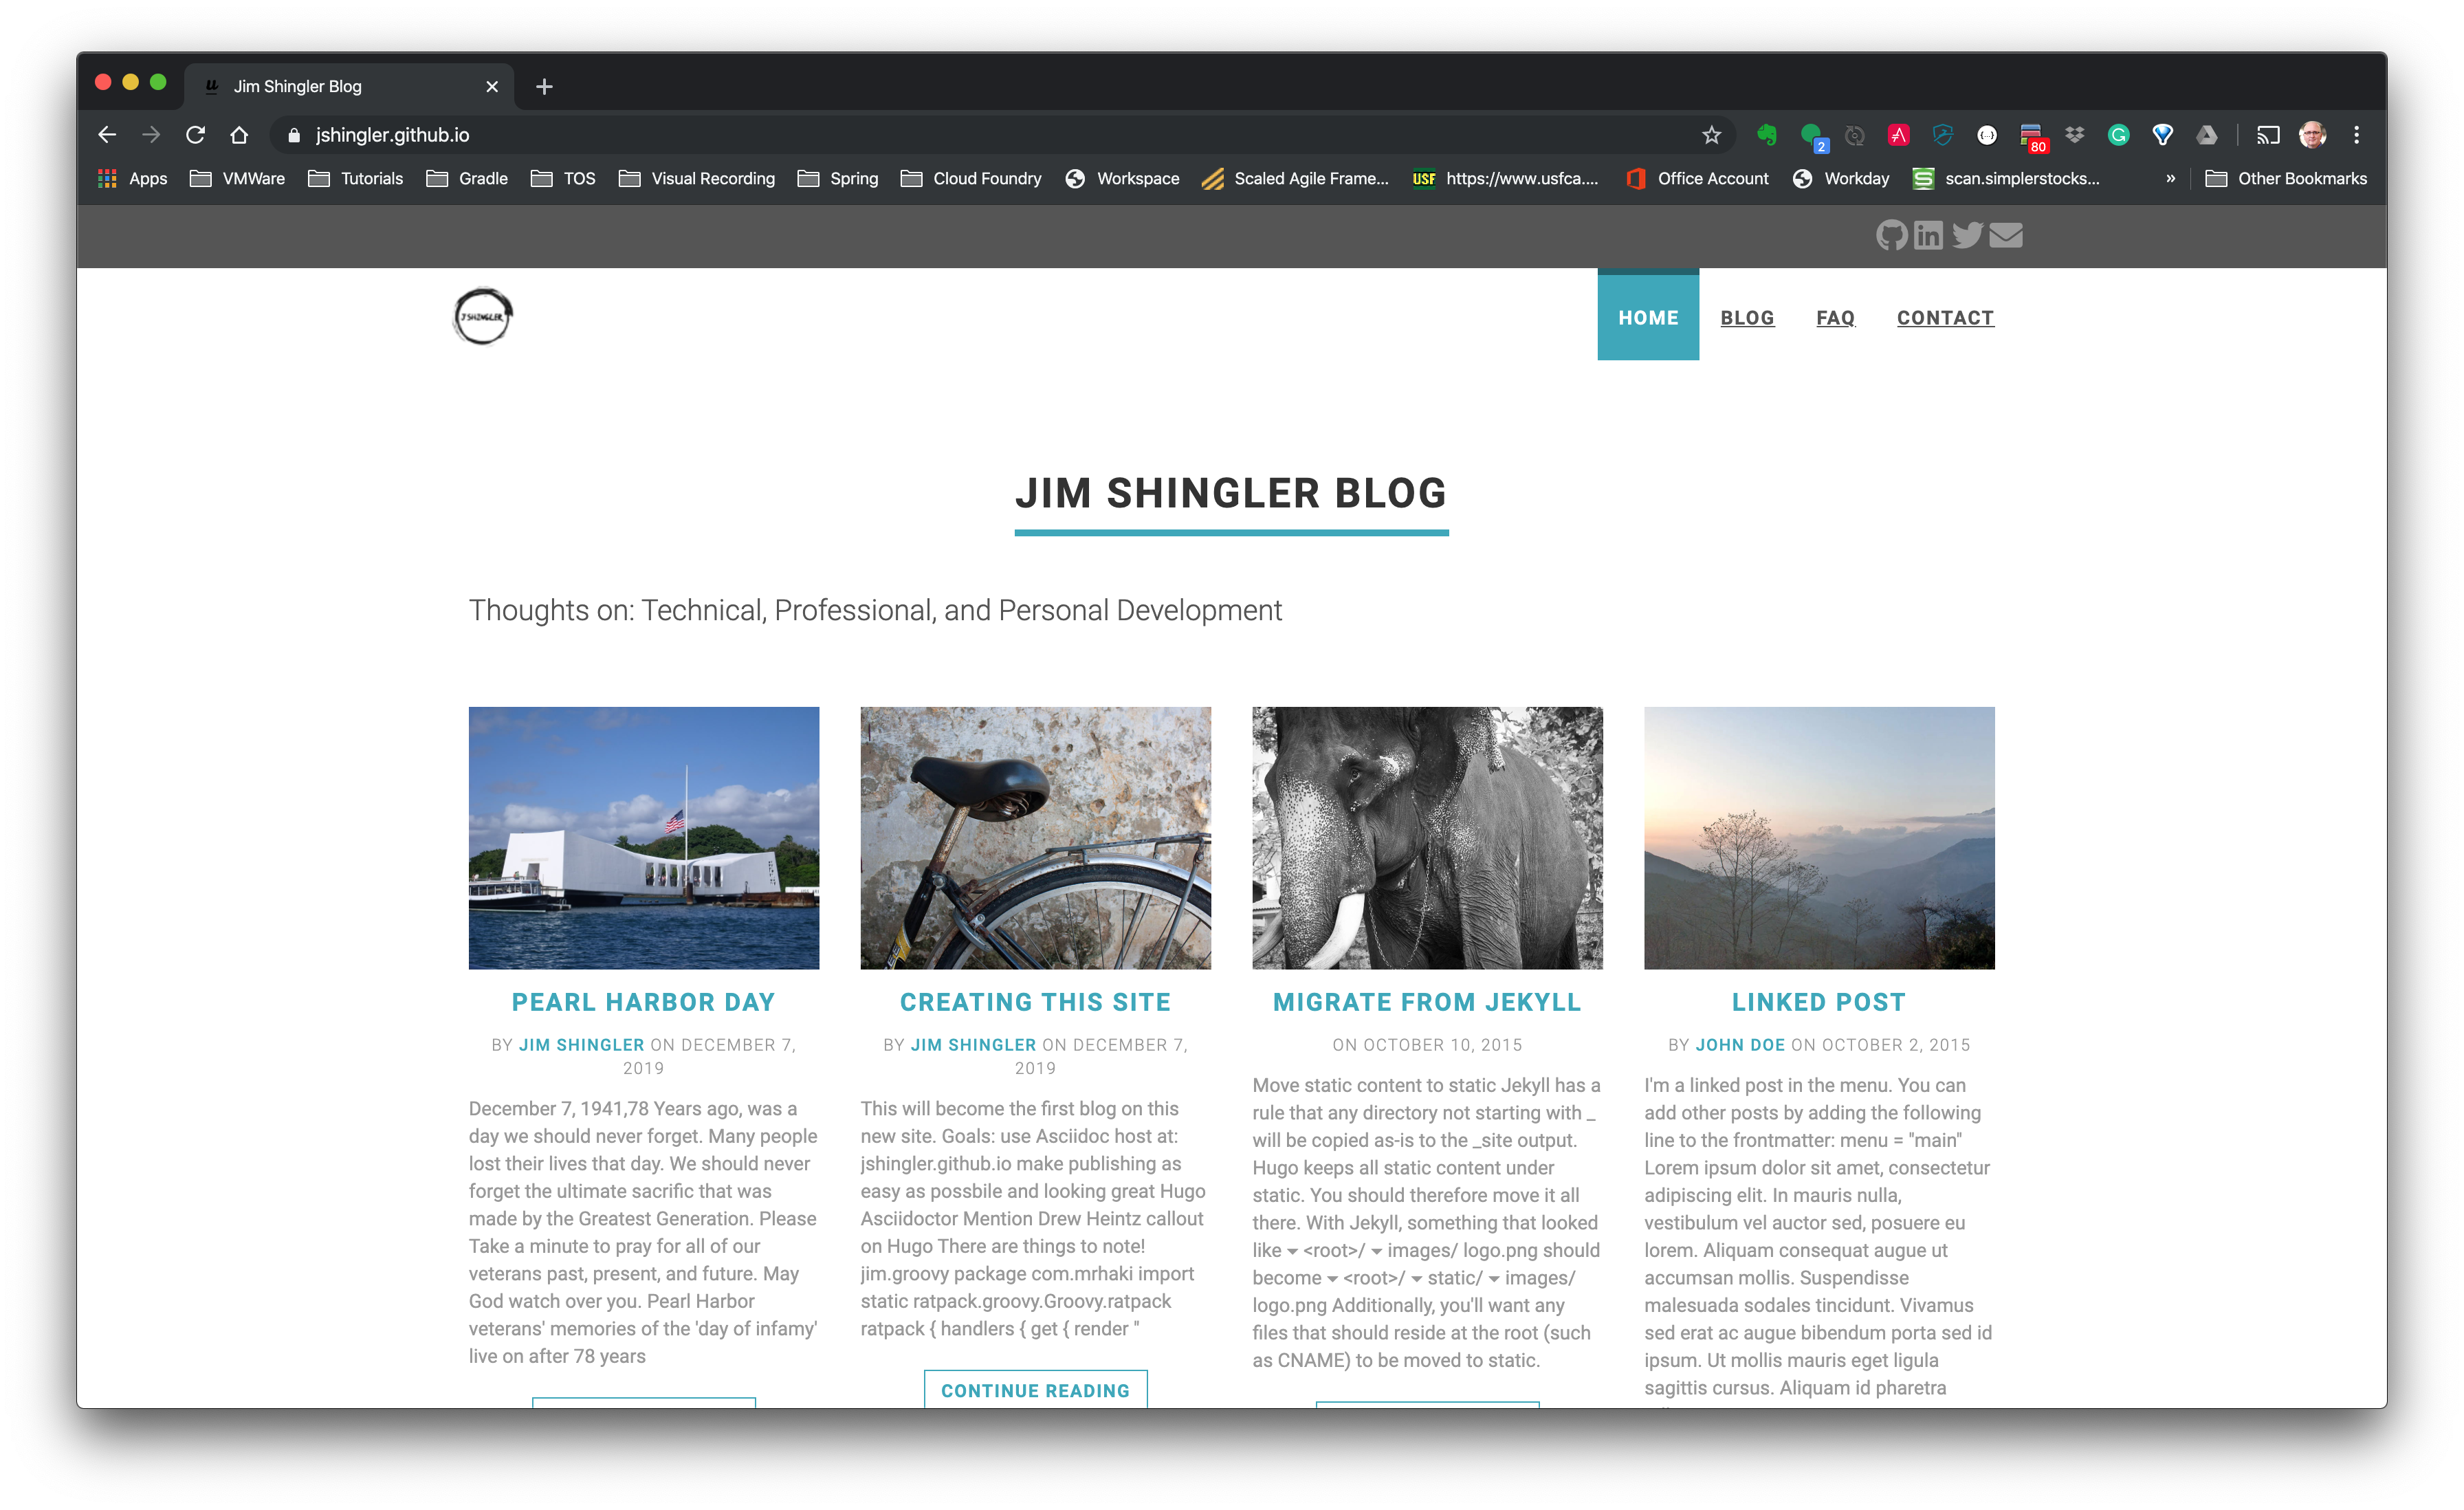 Jim Shingler Blog
jshingler.github.io
2
80
Apps VMWare Tutorials Gradle TOS Visual Recording Spring Cloud Foundry Workspace Scaled Agile Frame... USF https://www.usfca.... Office Account Workday scan.simplerstocks... » Other Bookmarks
JSHINGLER
HOME BLOG FAQ CONTACT
JIM SHINGLER BLOG
Thoughts on: Technical, Professional, and Personal Development
PEARL HARBOR DAY
BY JIM SHINGLER ON DECEMBER 7,
2019
December 7, 1941,78 Years ago, was a
day we should never forget. Many people
lost their lives that day. We should never
forget the ultimate sacrific that was
made by the Greatest Generation. Please
Take a minute to pray for all of our
veterans past, present, and future. May
God watch over you. Pearl Harbor
veterans' memories of the 'day of infamy'
live on after 78 years
CREATING THIS SITE
BY JIM SHINGLER ON DECEMBER 7,
2019
This will become the first blog on this
new site. Goals: use Asciidoc host at:
jshingler.github.io make publishing as
easy as possbile and looking great Hugo
Asciidoctor Mention Drew Heintz callout
on Hugo There are things to note!
jim.groovy package com.mrhaki import
static ratpack.groovy.Groovy.ratpack
ratpack { handlers { get { render "
CONTINUE READING
MIGRATE FROM JEKYLL
ON OCTOBER 10, 2015
Move static content to static Jekyll has a
rule that any directory not starting with _
will be copied as-is to the _site output.
Hugo keeps all static content under
static. You should therefore move it all
there. With Jekyll, something that looked
like ▾ <root>/ ▾ images/ logo.png should
become ▾ <root>/ ▾ static/ ▾ images/
logo.png Additionally, you'll want any
files that should reside at the root (such
as CNAME) to be moved to static.
LINKED POST
BY JOHN DOE ON OCTOBER 2, 2015
I'm a linked post in the menu. You can
add other posts by adding the following
line to the frontmatter: menu = "main"
Lorem ipsum dolor sit amet, consectetur
adipiscing elit. In mauris nulla,
vestibulum vel auctor sed, posuere eu
lorem. Aliquam consequat augue ut
accumsan mollis. Suspendisse
malesuada sodales tincidunt. Vivamus
sed erat ac augue bibendum porta sed id
ipsum. Ut mollis mauris eget ligula
sagittis cursus. Aliquam id pharetra